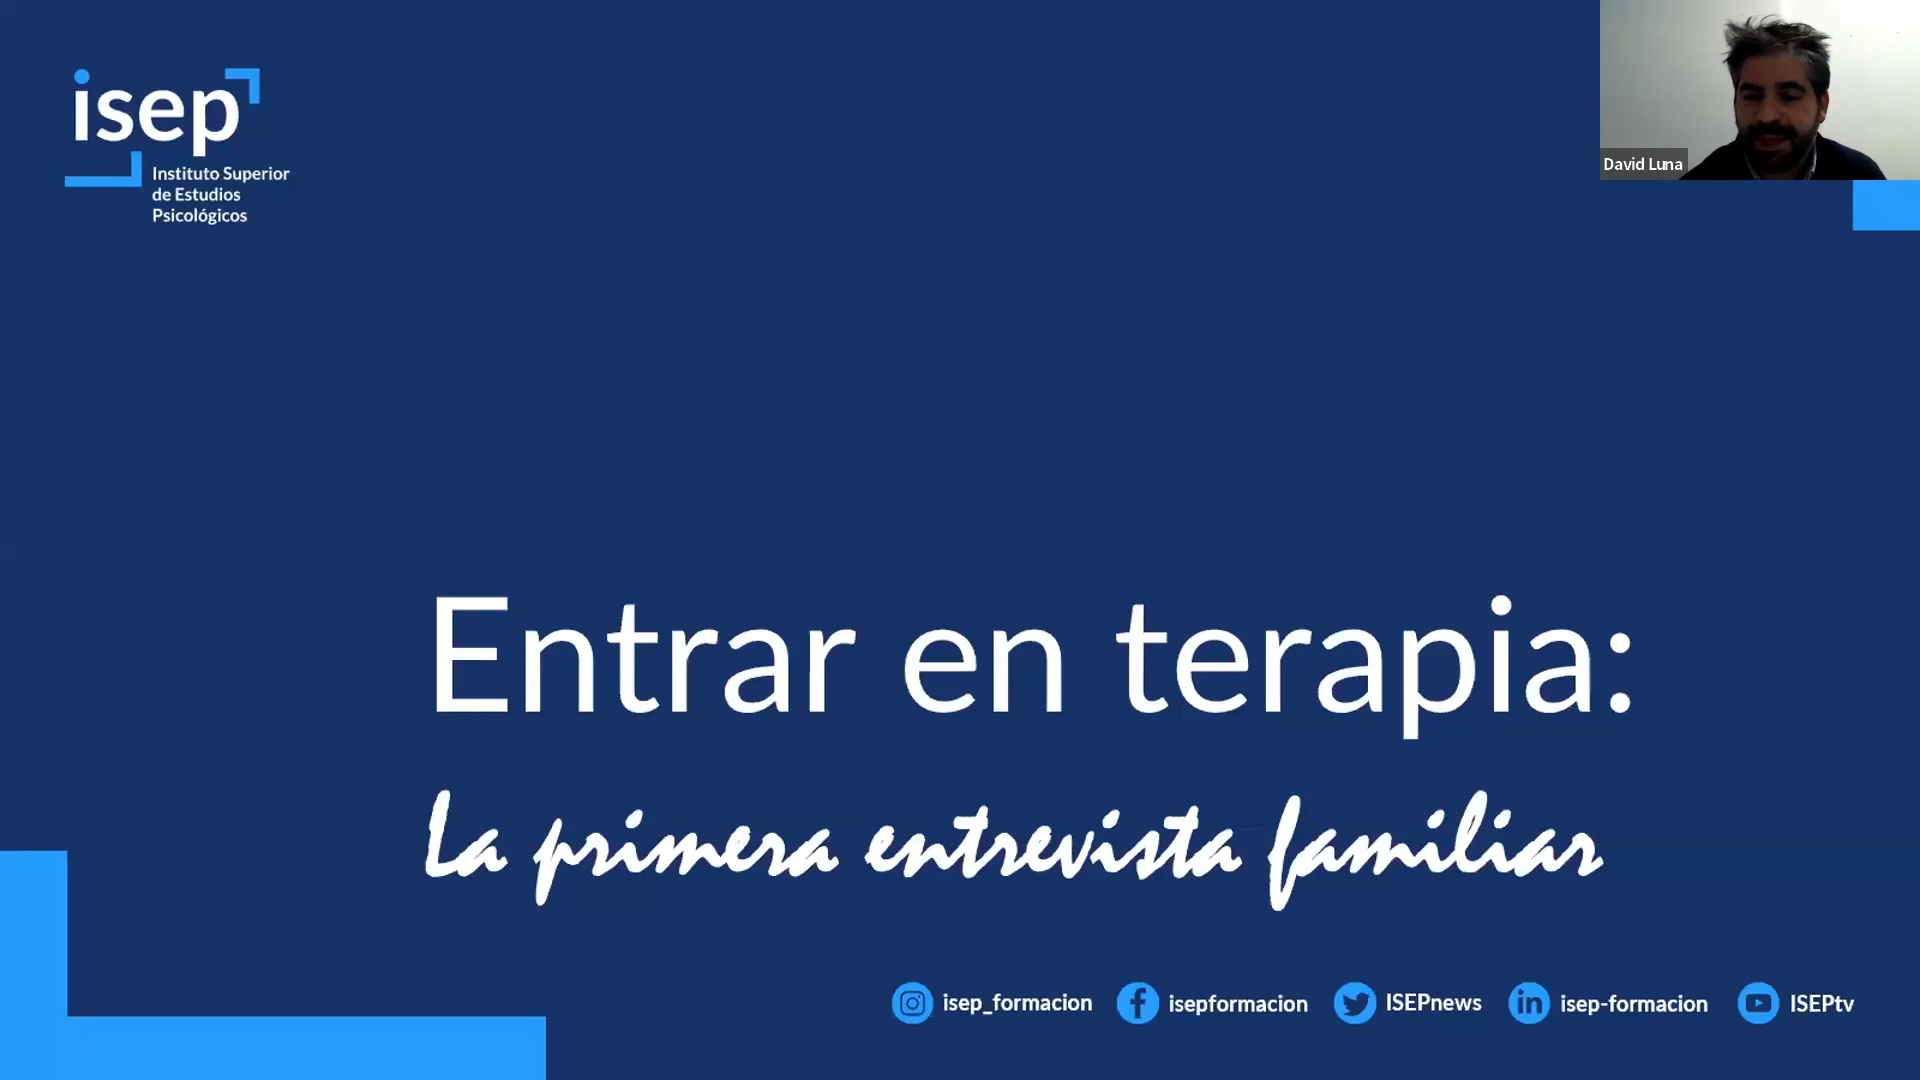 isep
Instituto Superior
de Estudios
Psicológicos
David Luna
Entrar en terapia:
La primera entrevista familiar
isep_formacion
isepformacion
ISEPnews
isep-formacion
ISEPtv